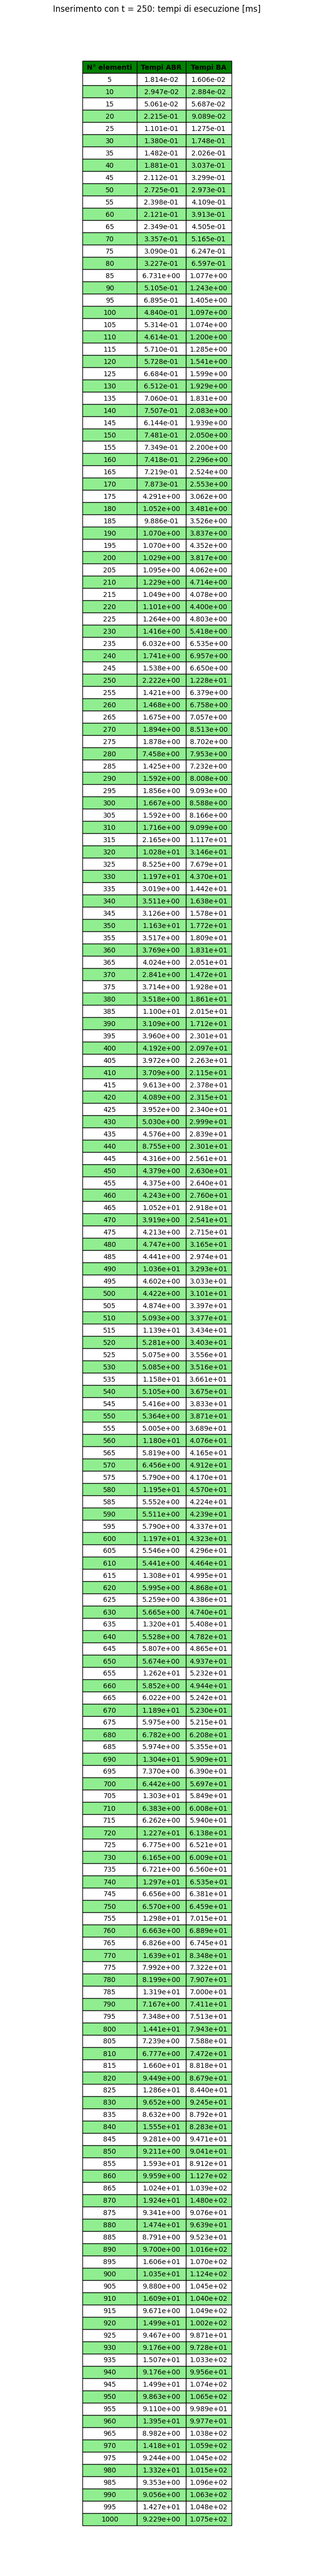 Inserimento con t = 250: tempi di esecuzione [ms]
N° elementi Tempi ABR Tempi BA
5 1.814e-02 1.606e-02
10 2.947e-02 2.884e-02
15 5.061e-02 5.687e-02
20 2.215e-01 9.089e-02
25 1.101e-01 1.275e-01
30 1.380e-01 1.748e-01
35 1.482e-01 2.026e-01
40 1.881e-01 3.037e-01
45 2.112e-01 3.299e-01
50 2.725e-01 2.973e-01
55 2.398e-01 4.109e-01
60 2.121e-01 3.913e-01
65 2.349e-01 4.505e-01
70 3.357e-01 5.165e-01
75 3.090e-01 6.247e-01
80 3.227e-01 6.597e-01
85 6.731e+00 1.077e+00
90 5.105e-01 1.243e+00
95 6.895e-01 1.405e+00
100 4.840e-01 1.097e+00
105 5.314e-01 1.074e+00
110 4.614e-01 1.200e+00
115 5.710e-01 1.285e+00
120 5.728e-01 1.541e+00
125 6.684e-01 1.599e+00
130 6.512e-01 1.929e+00
135 7.060e-01 1.831e+00
140 7.507e-01 2.083e+00
145 6.144e-01 1.939e+00
150 7.481e-01 2.050e+00
155 7.349e-01 2.200e+00
160 7.418e-01 2.296e+00
165 7.219e-01 2.524e+00
170 7.873e-01 2.553e+00
175 4.291e+00 3.062e+00
180 1.052e+00 3.481e+00
185 9.886e-01 3.526e+00
190 1.070e+00 3.837e+00
195 1.070e+00 4.352e+00
200 1.029e+00 3.817e+00
205 1.095e+00 4.062e+00
210 1.229e+00 4.714e+00
215 1.049e+00 4.078e+00
220 1.101e+00 4.400e+00
225 1.264e+00 4.803e+00
230 1.416e+00 5.418e+00
235 6.032e+00 6.535e+00
240 1.741e+00 6.957e+00
245 1.538e+00 6.650e+00
250 2.222e+00 1.228e+01
255 1.421e+00 6.379e+00
260 1.468e+00 6.758e+00
265 1.675e+00 7.057e+00
270 1.894e+00 8.513e+00
275 1.878e+00 8.702e+00
280 7.458e+00 7.953e+00
285 1.425e+00 7.232e+00
290 1.592e+00 8.008e+00
295 1.856e+00 9.093e+00
300 1.667e+00 8.588e+00
305 1.592e+00 8.166e+00
310 1.716e+00 9.099e+00
315 2.165e+00 1.117e+01
320 1.028e+01 3.146e+01
325 8.525e+00 7.679e+01
330 1.197e+01 4.370e+01
335 3.019e+00 1.442e+01
340 3.511e+00 1.638e+01
345 3.126e+00 1.578e+01
350 1.163e+01 1.772e+01
355 3.517e+00 1.809e+01
360 3.769e+00 1.831e+01
365 4.024e+00 2.051e+01
370 2.841e+00 1.472e+01
375 3.714e+00 1.928e+01
380 3.518e+00 1.861e+01
385 1.100e+01 2.015e+01
390 3.109e+00 1.712e+01
395 3.960e+00 2.301e+01
400 4.192e+00 2.097e+01
405 3.972e+00 2.263e+01
410 3.709e+00 2.115e+01
415 9.613e+00 2.378e+01
420 4.089e+00 2.315e+01
425 3.952e+00 2.340e+01
430 5.030e+00 2.999e+01
435 4.576e+00 2.839e+01
440 8.755e+00 2.301e+01
445 4.316e+00 2.561e+01
450 4.379e+00 2.630e+01
455 4.375e+00 2.640e+01
460 4.243e+00 2.760e+01
465 1.052e+01 2.918e+01
470 3.919e+00 2.541e+01
475 4.213e+00 2.715e+01
480 4.747e+00 3.165e+01
485 4.441e+00 2.974e+01
490 1.036e+01 3.293e+01
495 4.602e+00 3.033e+01
500 4.422e+00 3.101e+01
505 4.874e+00 3.397e+01
510 5.093e+00 3.377e+01
515 1.139e+01 3.434e+01
520 5.281e+00 3.403e+01
525 5.075e+00 3.556e+01
530 5.085e+00 3.516e+01
535 1.158e+01 3.661e+01
540 5.105e+00 3.675e+01
545 5.416e+00 3.833e+01
550 5.364e+00 3.871e+01
555 5.005e+00 3.689e+01
560 1.180e+01 4.076e+01
565 5.819e+00 4.165e+01
570 6.456e+00 4.912e+01
575 5.790e+00 4.170e+01
580 1.195e+01 4.570e+01
585 5.552e+00 4.224e+01
590 5.511e+00 4.239e+01
595 5.790e+00 4.337e+01
600 1.197e+01 4.323e+01
605 5.546e+00 4.296e+01
610 5.441e+00 4.464e+01
615 1.308e+01 4.995e+01
620 5.995e+00 4.868e+01
625 5.259e+00 4.386e+01
630 5.665e+00 4.740e+01
635 1.320e+01 5.408e+01
640 5.528e+00 4.782e+01
645 5.807e+00 4.865e+01
650 5.674e+00 4.937e+01
655 1.262e+01 5.232e+01
660 5.852e+00 4.944e+01
665 6.022e+00 5.242e+01
670 1.189e+01 5.230e+01
675 5.975e+00 5.215e+01
680 6.782e+00 6.208e+01
685 5.974e+00 5.355e+01
690 1.304e+01 5.909e+01
695 7.370e+00 6.390e+01
700 6.442e+00 5.697e+01
705 1.303e+01 5.849e+01
710 6.383e+00 6.008e+01
715 6.262e+00 5.940e+01
720 1.227e+01 6.138e+01
725 6.775e+00 6.521e+01
730 6.165e+00 6.009e+01
735 6.721e+00 6.560e+01
740 1.297e+01 6.535e+01
745 6.656e+00 6.381e+01
750 6.570e+00 6.459e+01
755 1.298e+01 7.015e+01
760 6.663e+00 6.889e+01
765 6.826e+00 6.745e+01
770 1.639e+01 8.348e+01
775 7.992e+00 7.322e+01
780 8.199e+00 7.907e+01
785 1.319e+01 7.000e+01
790 7.167e+00 7.411e+01
795 7.348e+00 7.513e+01
800 1.441e+01 7.943e+01
805 7.239e+00 7.588e+01
810 6.777e+00 7.472e+01
815 1.660e+01 8.818e+01
820 9.449e+00 8.679e+01
825 1.286e+01 8.440e+01
830 9.652e+00 9.245e+01
835 8.632e+00 8.792e+01
840 1.555e+01 8.283e+01
845 9.281e+00 9.471e+01
850 9.211e+00 9.041e+01
855 1.593e+01 8.912e+01
860 9.959e+00 1.127e+02
865 1.024e+01 1.039e+02
870 1.924e+01 1.480e+02
875 9.341e+00 9.076e+01
880 1.474e+01 9.639e+01
885 8.791e+00 9.523e+01
890 9.700e+00 1.016e+02
895 1.606e+01 1.070e+02
900 1.035e+01 1.124e+02
905 9.880e+00 1.045e+02
910 1.609e+01 1.040e+02
915 9.671e+00 1.049e+02
920 1.499e+01 1.002e+02
925 9.467e+00 9.871e+01
930 9.176e+00 9.728e+01
935 1.507e+01 1.033e+02
940 9.176e+00 9.956e+01
945 1.499e+01 1.074e+02
950 9.863e+00 1.065e+02
955 9.110e+00 9.989e+01
960 1.395e+01 9.977e+01
965 8.982e+00 1.038e+02
970 1.418e+01 1.059e+02
975 9.244e+00 1.045e+02
980 1.332e+01 1.015e+02
985 9.353e+00 1.096e+02
990 9.056e+00 1.063e+02
995 1.427e+01 1.048e+02
1000 9.229e+00 1.075e+02